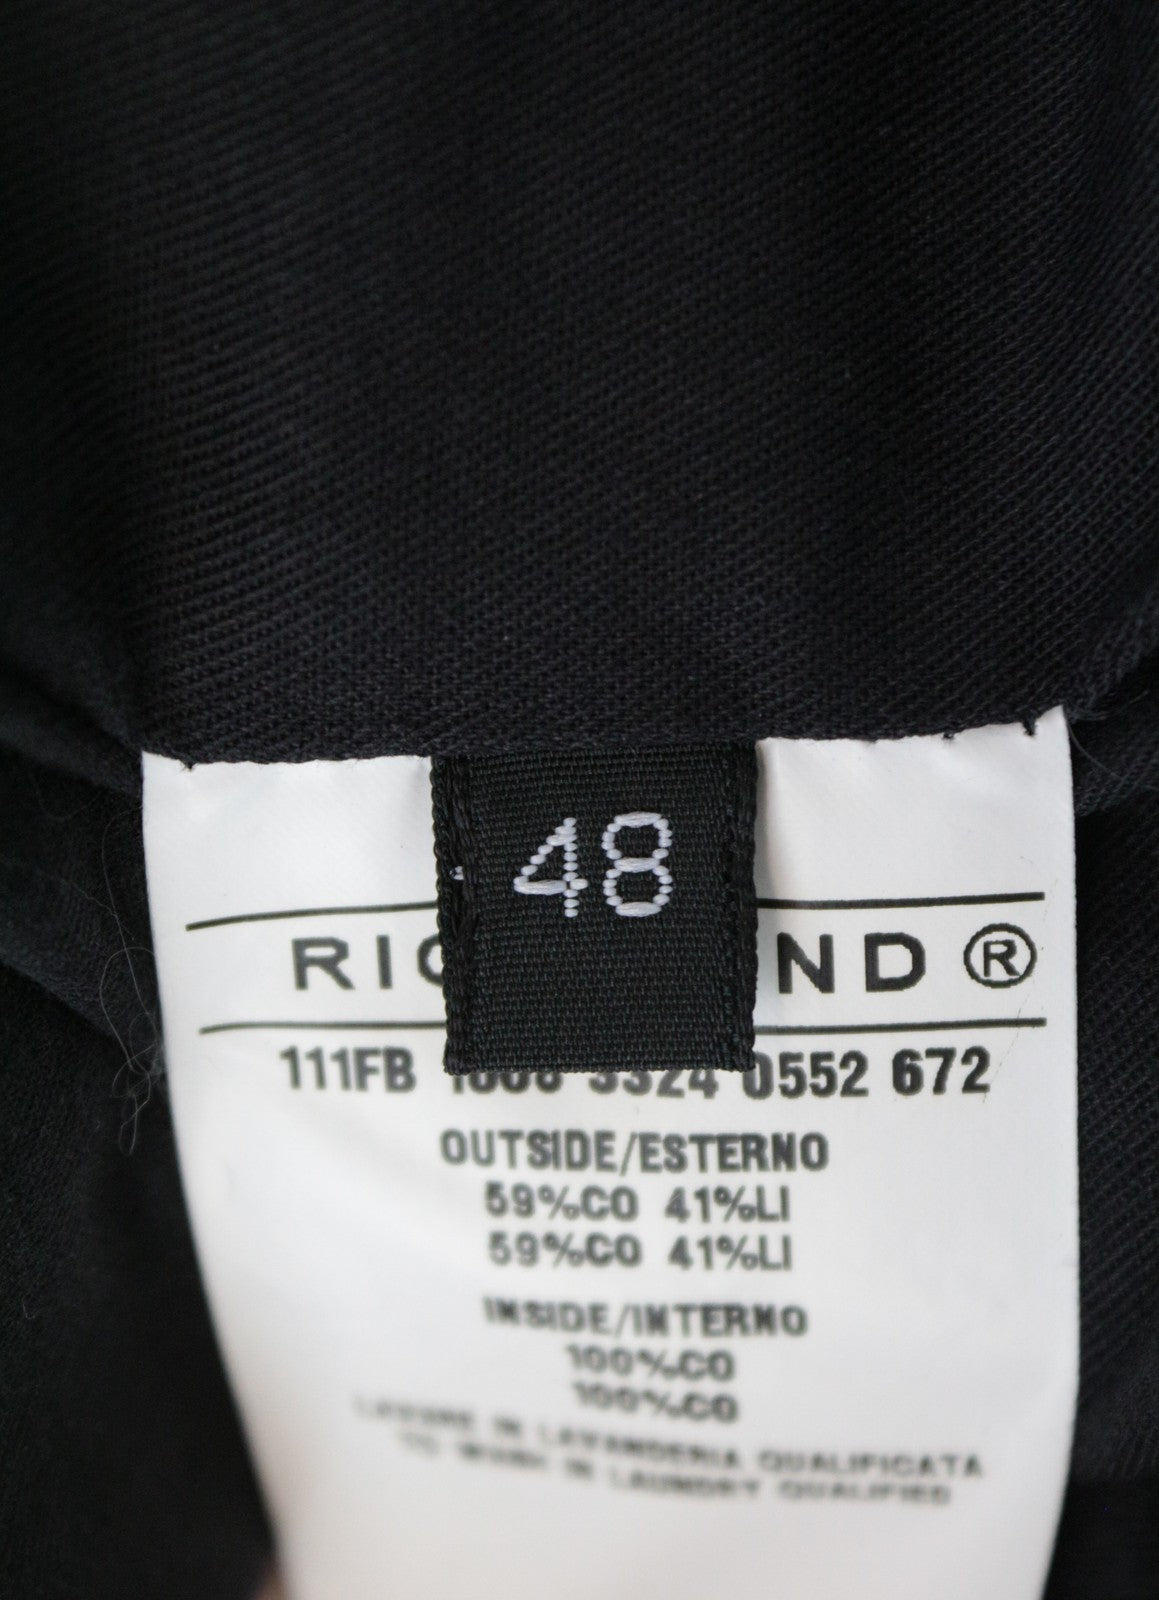 48
ND ®
111FB 3324 0552 672
OUTSIDE/ESTERNO
59%CO 41%LI
59%CO 41%LI
INSIDE/INTERNO
100%CO
100%CO
LAVARE IN LAVANDERIA QUALIFICATA
TO WASH IN LAUNDRY QUALIFIED